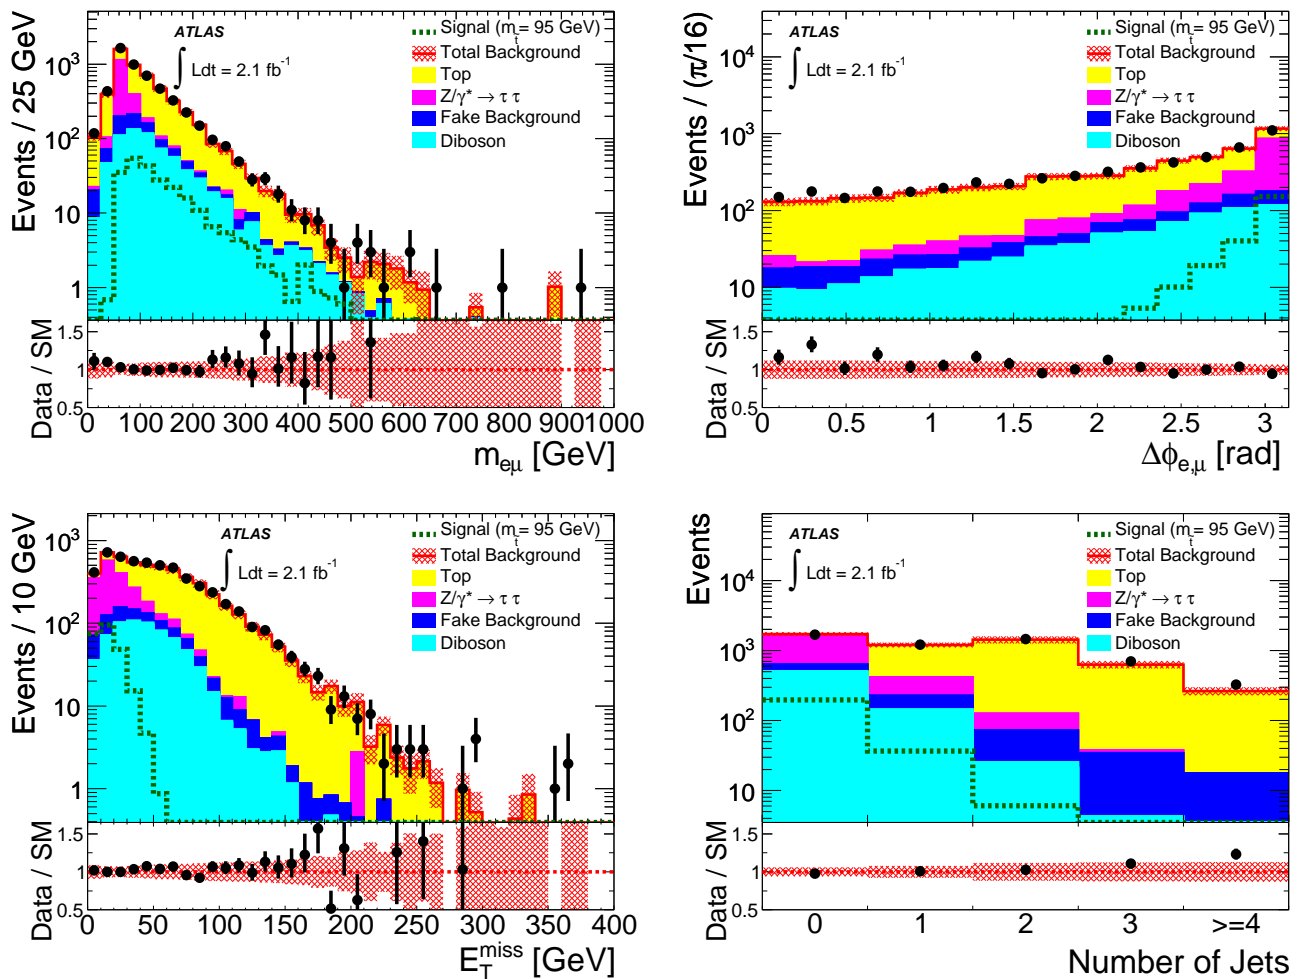 Events / 25 GeV
10³
10²
10
1
ATLAS
∫ Ldt = 2.1 fb⁻¹
Signal (m_t̃ = 95 GeV)
Total Background
Top
Z/γ* → τ τ
Fake Background
Diboson
Data / SM
1.5
1
0.5
0 100 200 300 400 500 600 700 800 900 1000
m_eμ [GeV]
Events / (π/16)
10⁴
10³
10²
10
ATLAS
∫ Ldt = 2.1 fb⁻¹
Signal (m_t̃ = 95 GeV)
Total Background
Top
Z/γ* → τ τ
Fake Background
Diboson
Data / SM
1.5
1
0.5
0 0.5 1 1.5 2 2.5 3
Δϕ_e,μ [rad]
Events / 10 GeV
10³
10²
10
1
ATLAS
∫ Ldt = 2.1 fb⁻¹
Signal (m_t̃ = 95 GeV)
Total Background
Top
Z/γ* → τ τ
Fake Background
Diboson
Data / SM
1.5
1
0.5
0 50 100 150 200 250 300 350 400
E_T^miss [GeV]
Events
10⁴
10³
10²
10
ATLAS
∫ Ldt = 2.1 fb⁻¹
Signal (m_t̃ = 95 GeV)
Total Background
Top
Z/γ* → τ τ
Fake Background
Diboson
Data / SM
1.5
1
0.5
0 1 2 3 >=4
Number of Jets